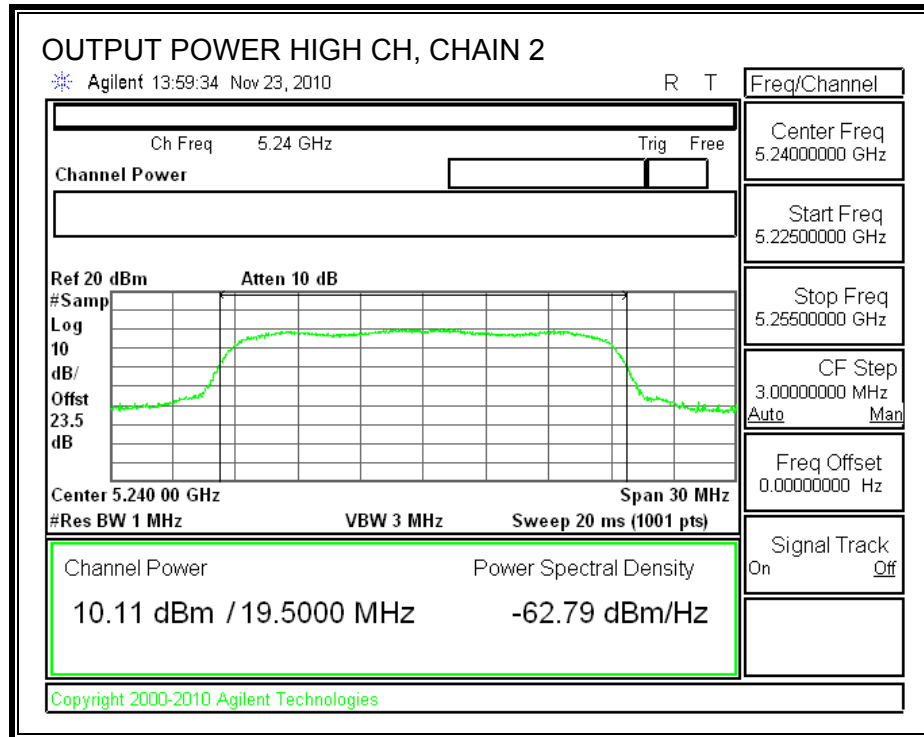 OUTPUT POWER HIGH CH, CHAIN 2
Agilent 13:59:34 Nov 23, 2010 R T
Freq/Channel
Ch Freq 5.24 GHz Trig Free
Channel Power
Center Freq
5.24000000 GHz
Start Freq
5.22500000 GHz
Stop Freq
5.25500000 GHz
CF Step
3.00000000 MHz
Auto Man
Freq Offset
0.00000000 Hz
Signal Track
On Off
Ref 20 dBm Atten 10 dB
#Samp
Log
10
dB/
Offst
23.5
dB
Center 5.240 00 GHz Span 30 MHz
#Res BW 1 MHz VBW 3 MHz Sweep 20 ms (1001 pts)
Channel Power Power Spectral Density
10.11 dBm / 19.5000 MHz -62.79 dBm/Hz
Copyright 2000-2010 Agilent Technologies